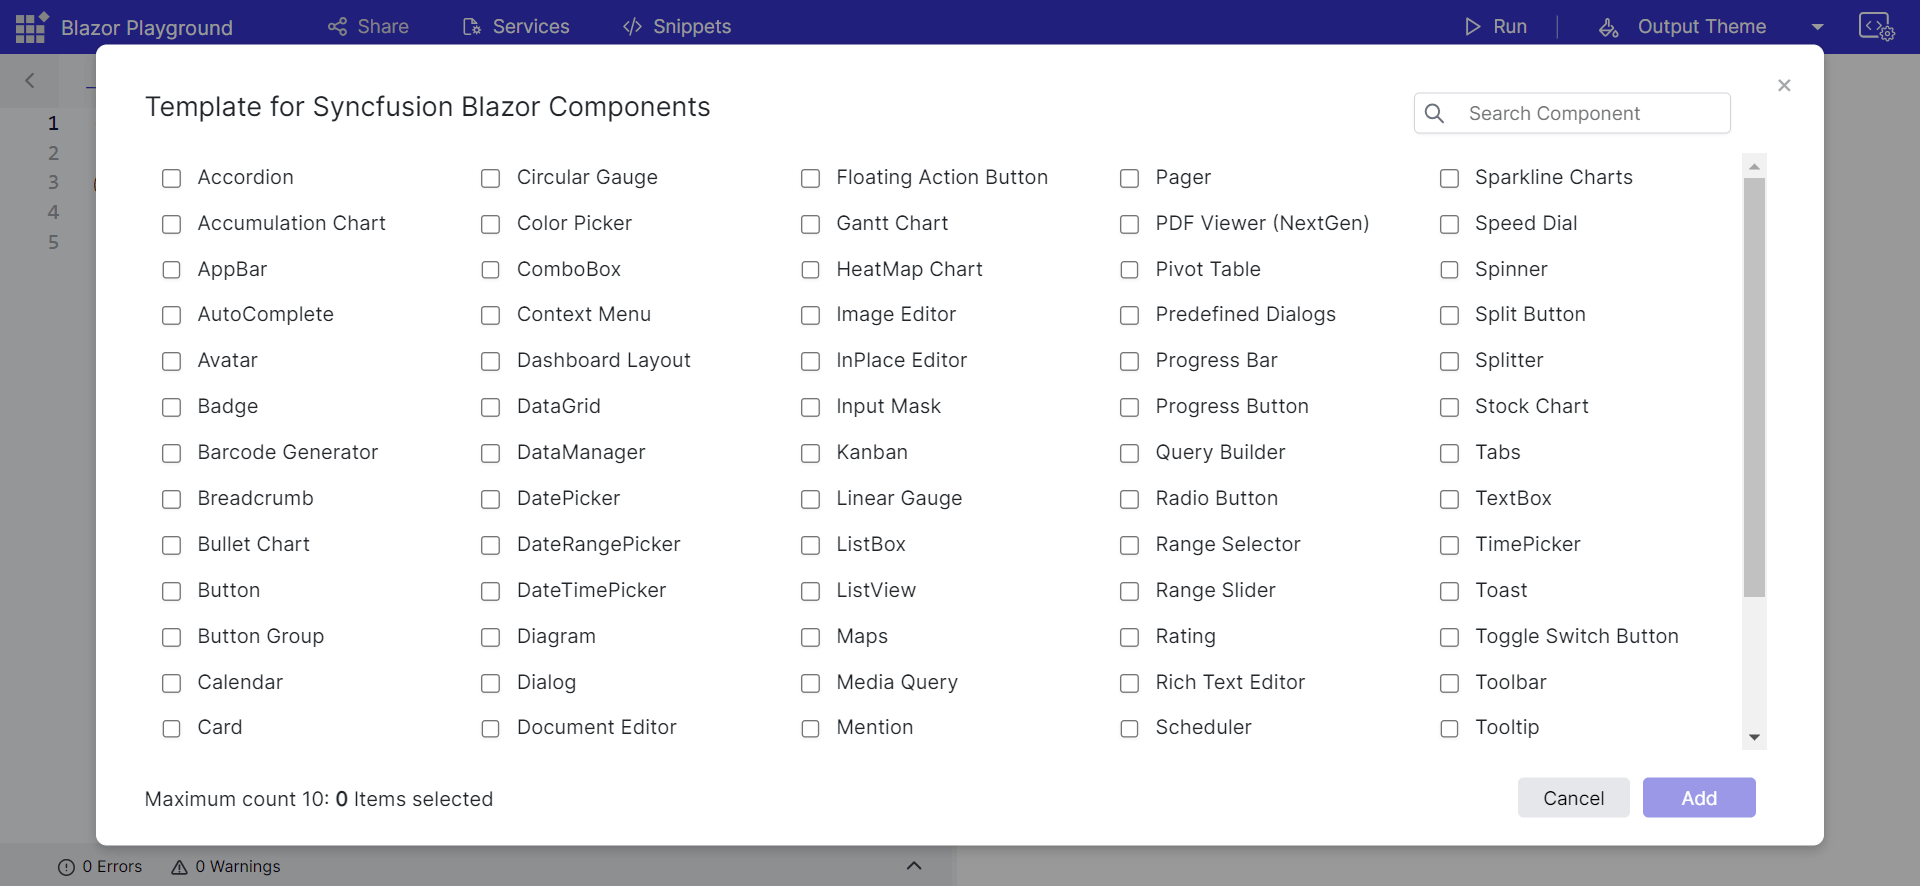 Blazor Playground
Share
Services
Snippets
Run
Output Theme
1
2
3
4
5
Template for Syncfusion Blazor Components
Search Component
Accordion
Accumulation Chart
AppBar
AutoComplete
Avatar
Badge
Barcode Generator
Breadcrumb
Bullet Chart
Button
Button Group
Calendar
Card
Circular Gauge
Color Picker
ComboBox
Context Menu
Dashboard Layout
DataGrid
DataManager
DatePicker
DateRangePicker
DateTimePicker
Diagram
Dialog
Document Editor
Floating Action Button
Gantt Chart
HeatMap Chart
Image Editor
InPlace Editor
Input Mask
Kanban
Linear Gauge
ListBox
ListView
Maps
Media Query
Mention
Pager
PDF Viewer (NextGen)
Pivot Table
Predefined Dialogs
Progress Bar
Progress Button
Query Builder
Radio Button
Range Selector
Range Slider
Rating
Rich Text Editor
Scheduler
Sparkline Charts
Speed Dial
Spinner
Split Button
Splitter
Stock Chart
Tabs
TextBox
TimePicker
Toast
Toggle Switch Button
Toolbar
Tooltip
Maximum count 10: 0 Items selected
Cancel
Add
0 Errors
0 Warnings